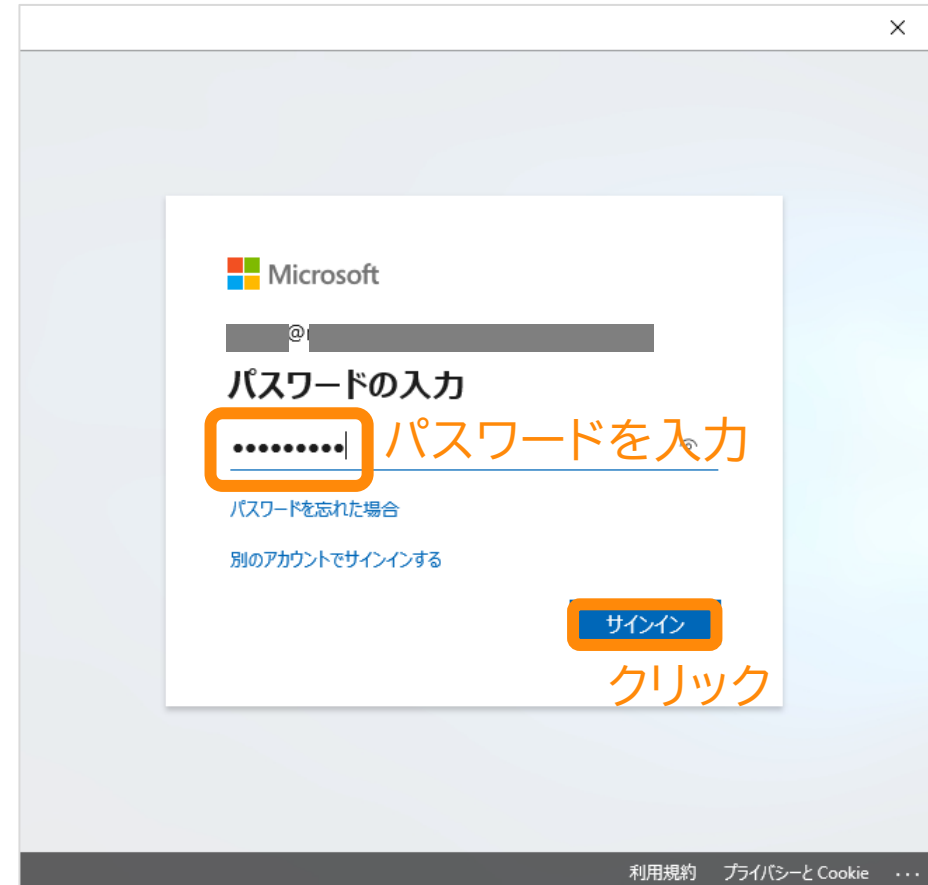 Microsoft
@
パスワードの入力
●●●●●●●●● パスワードを入力
パスワードを忘れた場合
別のアカウントでサインインする
サインイン
クリック
利用規約 プライバシーと Cookie ...